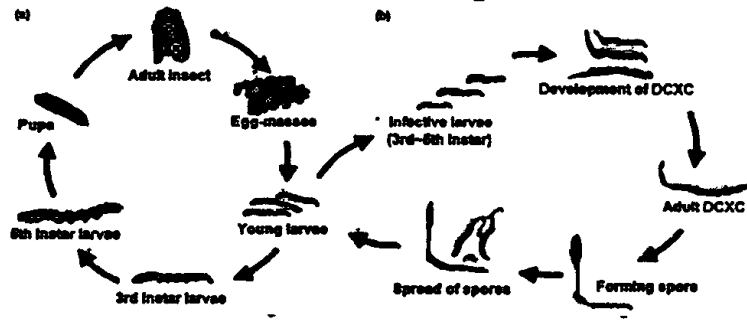 (a)
Adult insect
Egg-masses
Young larvae
3rd instar larvae
5th instar larvae
Pupa
(b)
Infective larvae
(3rd~5th instar)
Development of DCXC
Adult DCXC
Forming spore
Spread of spores